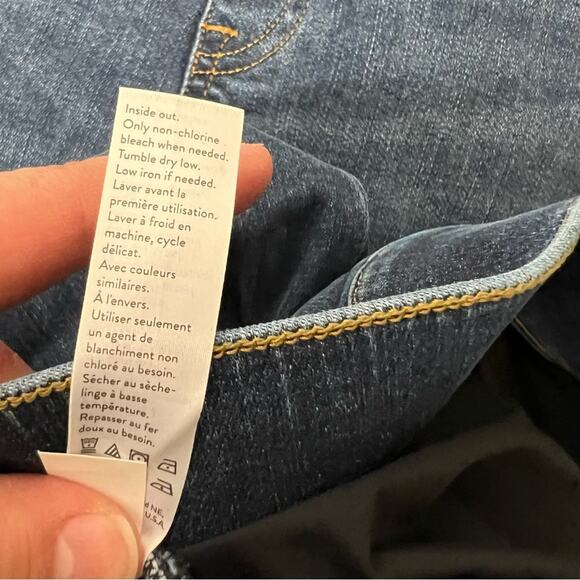 Inside out.
Only non-chlorine
bleach when needed.
Tumble dry low.
Low iron if needed.
Laver avant la
première utilisation.
Laver à froid en
machine, cycle
délicat.
Avec couleurs
similaires.
À l'envers.
Utiliser seulement
un agent de
blanchiment non
chloré au besoin.
Sécher au sèche-
linge à basse
température.
Repasser au fer
doux au besoin.
NE,
U.S.A